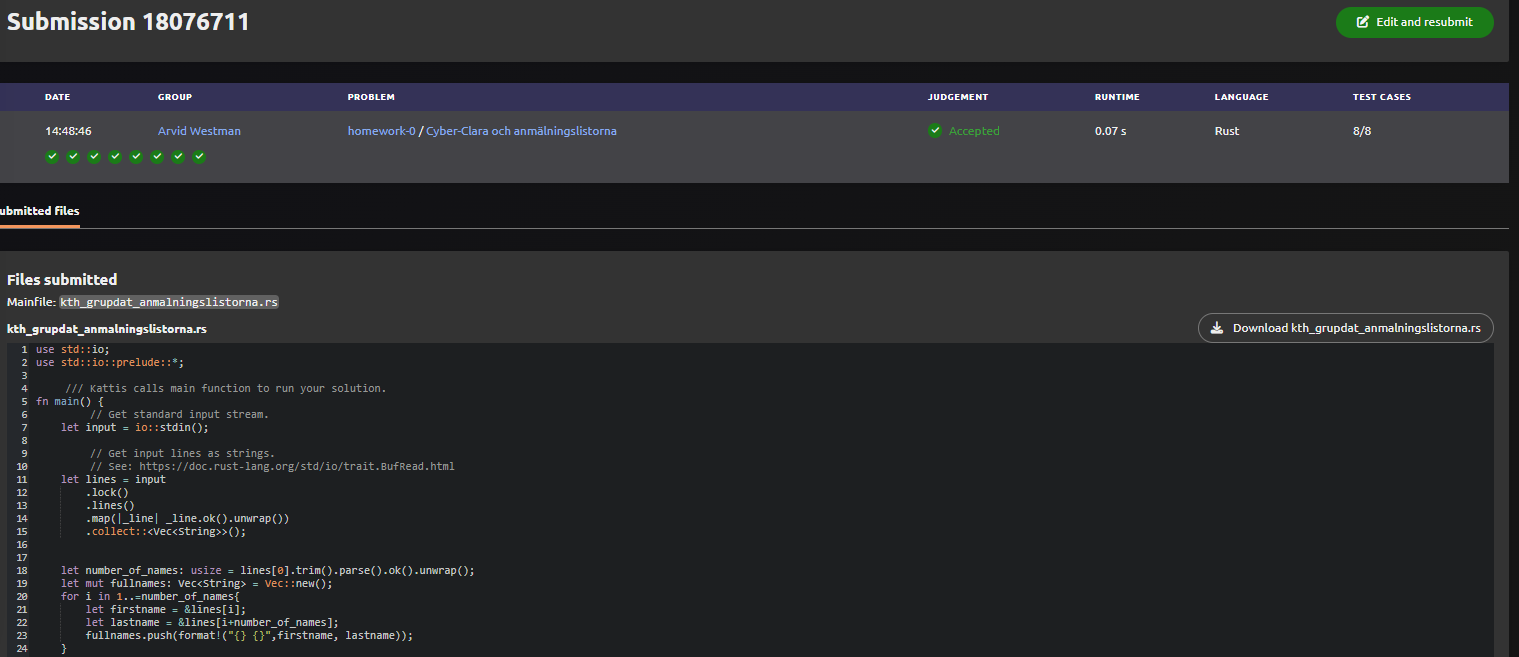 Submission 18076711
Edit and resubmit
DATE GROUP PROBLEM JUDGEMENT RUNTIME LANGUAGE TEST CASES
14:48:46 Arvid Westman homework-0 / Cyber-Clara och anmälningslistorna Accepted 0.07 s Rust 8/8
ubmitted files
Files submitted
Mainfile: kth_grupdat_anmalningslistorna.rs
kth_grupdat_anmalningslistorna.rs
Download kth_grupdat_anmalningslistorna.rs
1 use std::io;
2 use std::io::prelude::*;
3
4 /// Kattis calls main function to run your solution.
5 fn main() {
6 // Get standard input stream.
7 let input = io::stdin();
8
9 // Get input lines as strings.
10 // See: https://doc.rust-lang.org/std/io/trait.BufRead.html
11 let lines = input
12 .lock()
13 .lines()
14 .map(|_line| _line.ok().unwrap())
15 .collect::<Vec<String>>();
16
17
18 let number_of_names: usize = lines[0].trim().parse().ok().unwrap();
19 let mut fullnames: Vec<String> = Vec::new();
20 for i in 1..=number_of_names{
21 let firstname = &lines[i];
22 let lastname = &lines[i+number_of_names];
23 fullnames.push(format!("{} {}",firstname, lastname));
24 }